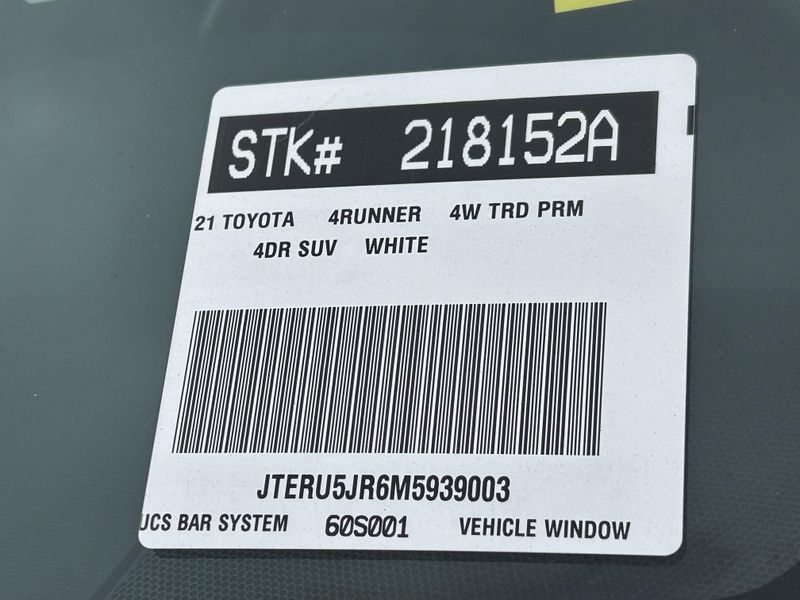 STK# 218152A
21 TOYOTA 4RUNNER 4W TRD PRM
4DR SUV WHITE
JTERU5JR6M5939003
UCS BAR SYSTEM 60S001 VEHICLE WINDOW